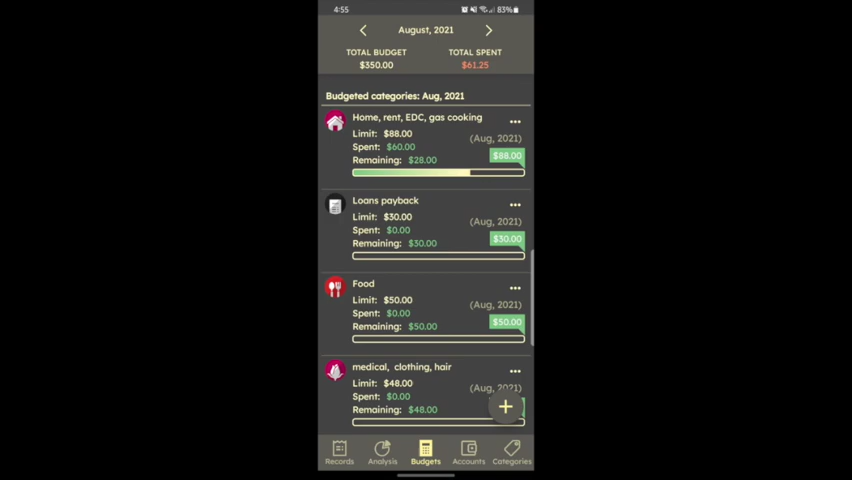 4:55
83%
August, 2021
TOTAL BUDGET
TOTAL SPENT
$350.00
$61.25
Budgeted categories: Aug, 2021
Home, rent, EDC, gas cooking
Limit: $88.00
(Aug, 2021)
Spent: $60.00
$88.00
Remaining: $28.00
Loans payback
Limit: $30.00
(Aug, 2021)
Spent: $0.00
$30.00
Remaining: $30.00
Food
Limit: $50.00
(Aug, 2021)
Spent: $0.00
$50.00
Remaining: $50.00
medical, clothing, hair
Limit: $48.00
(Aug, 2021)
Spent: $0.00
Remaining: $48.00
Records Analysis Budgets Accounts Categories